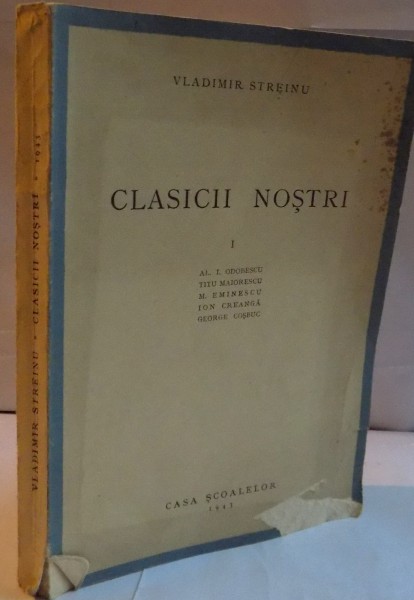 VLADIMIR STREINU
CLASICII NOȘTRI
I
AL. I. ODOBESCU
TITU MAIORESCU
M. EMINESCU
ION CREANGĂ
GEORGE COȘBUC
CASA ȘCOALELOR
1943
VLADIMIR STREINU • CLASICII NOȘTRI • 1943